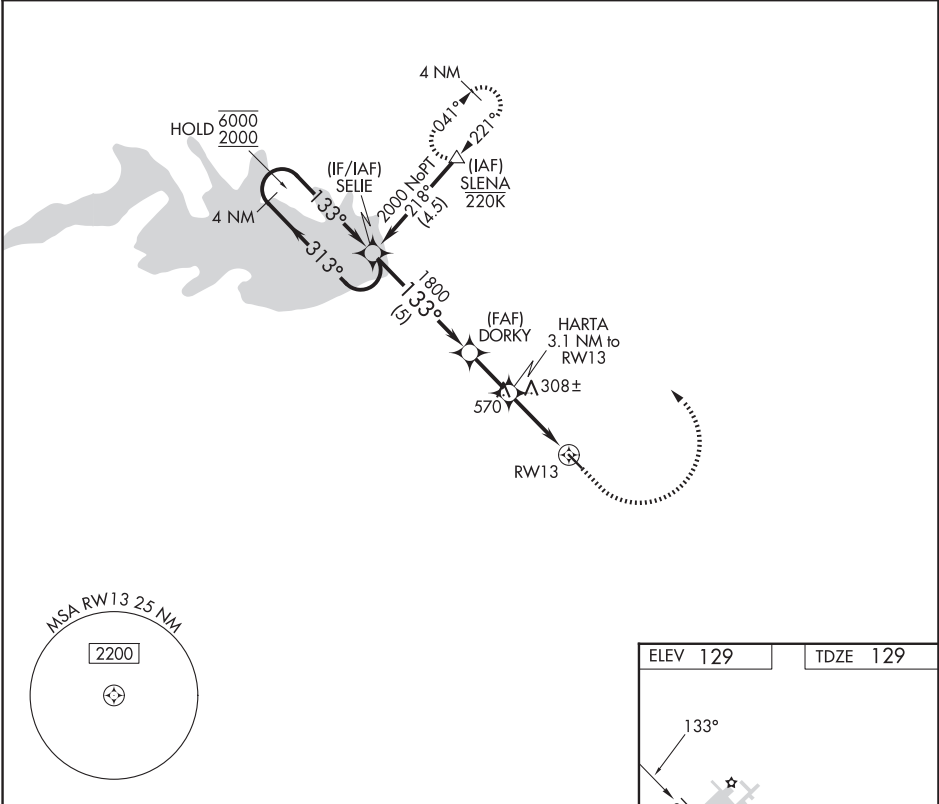 4 NM
041°
221°
HOLD 6000
2000
(IF/IAF)
SELIE
2000 NoPT
218°
(4.5)
(IAF)
SLENA
220K
4 NM
133°
313°
1800
133°
(5)
(FAF)
DORKY
HARTA
3.1 NM to
RW13
308±
570
RW13
MSA RW13 25 NM
2200
ELEV 129
TDZE 129
133°